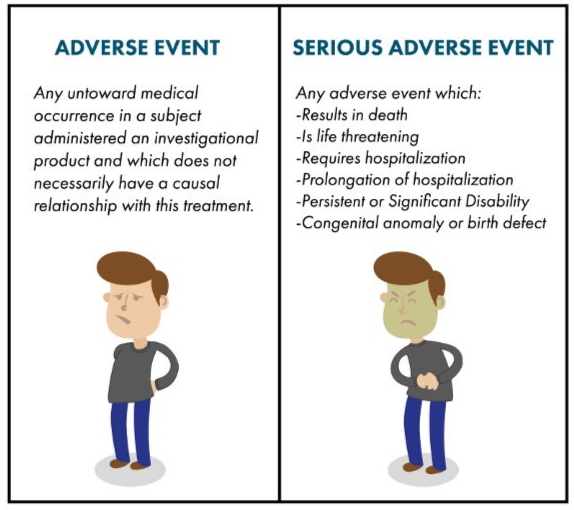 ADVERSE EVENT
Any untoward medical
occurrence in a subject
administered an investigational
product and which does not
necessarily have a causal
relationship with this treatment.
SERIOUS ADVERSE EVENT
Any adverse event which:
-Results in death
-Is life threatening
-Requires hospitalization
-Prolongation of hospitalization
-Persistent or Significant Disability
-Congenital anomaly or birth defect